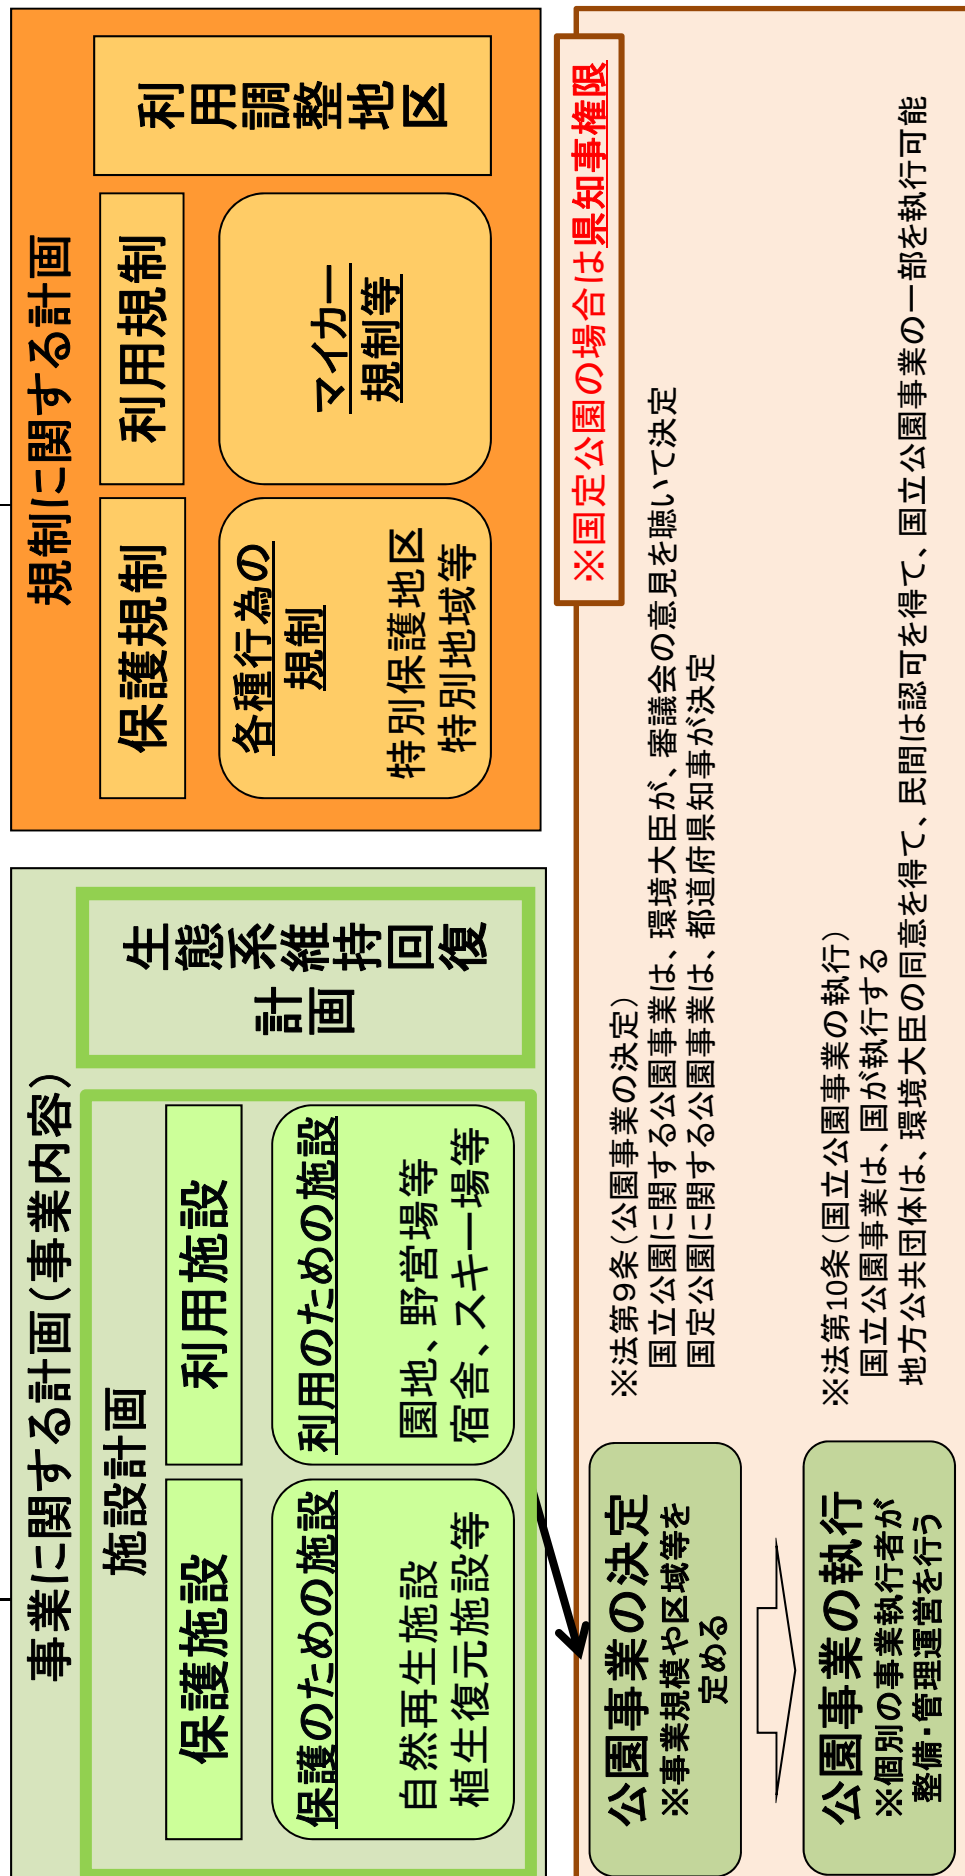 事業に関する計画(事業内容)
施設計画
保護施設
保護のための施設
自然再生施設
植生復元施設等
利用施設
利用のための施設
園地、野営場等
宿舎、スキー場等
生態系維持回復
計画
規制に関する計画
保護規制
各種行為の
規制
特別保護地区
特別地域等
利用規制
マイカー
規制等
利用調整地区
※国定公園の場合は県知事権限
公園事業の決定
※事業規模や区域等を
定める
※法第9条(公園事業の決定)
国立公園に関する公園事業は、環境大臣が、審議会の意見を聴いて決定
国定公園に関する公園事業は、都道府県知事が決定
公園事業の執行
※個別の事業執行者が
整備・管理運営を行う
※法第10条(国立公園事業の執行)
国立公園事業は、国が執行する
地方公共団体は、環境大臣の同意を得て、民間は認可を得て、国立公園事業の一部を執行可能